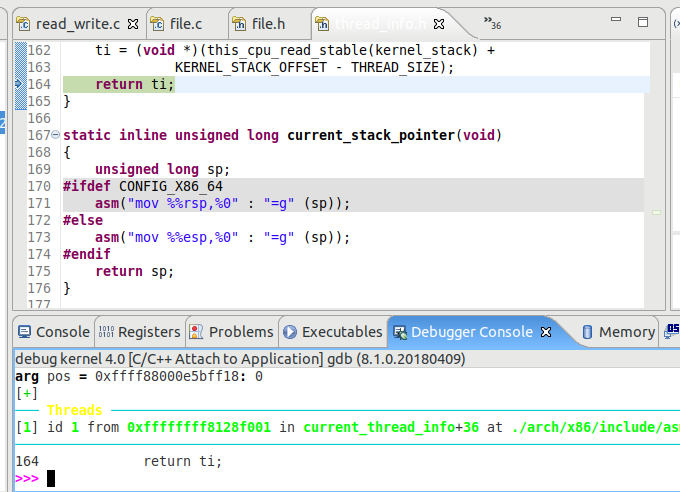 read_write.c file.c file.h thread_info.h »36
162 ti = (void *)(this_cpu_read_stable(kernel_stack) +
163 KERNEL_STACK_OFFSET - THREAD_SIZE);
164 return ti;
165 }
166
167 static inline unsigned long current_stack_pointer(void)
168 {
169 unsigned long sp;
170 #ifdef CONFIG_X86_64
171 asm("mov %%rsp,%0" : "=g" (sp));
172 #else
173 asm("mov %%esp,%0" : "=g" (sp));
174 #endif
175 return sp;
176 }
177
Console Registers Problems Executables Debugger Console Memory
debug kernel 4.0 [C/C++ Attach to Application] gdb (8.1.0.20180409)
arg pos = 0xffff88000e5bff18: 0
[+]
Threads
[1] id 1 from 0xffffffff8128f001 in current_thread_info+36 at ./arch/x86/include/as
164 return ti;
>>>